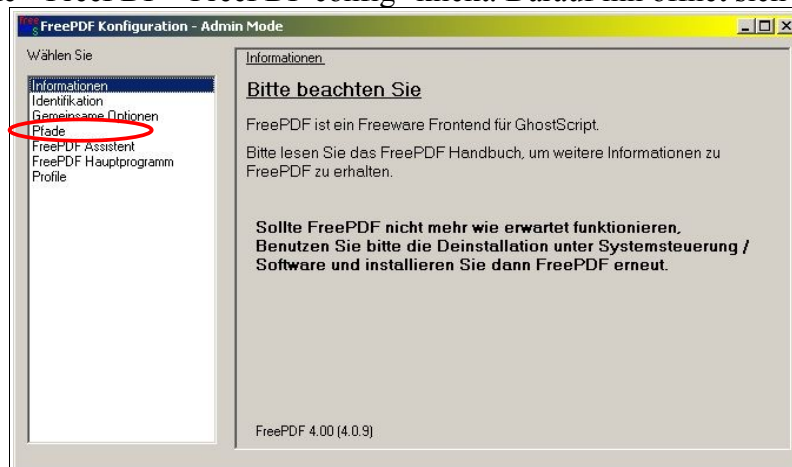 FreePDF Konfiguration - Admin Mode
Wählen Sie
Informationen
Identifikation
Gemeinsame Optionen
Pfade
FreePDF Assistent
FreePDF Hauptprogramm
Profile
Informationen
Bitte beachten Sie
FreePDF ist ein Freeware Frontend für GhostScript.
Bitte lesen Sie das FreePDF Handbuch, um weitere Informationen zu
FreePDF zu erhalten.
Sollte FreePDF nicht mehr wie erwartet funktionieren,
Benutzen Sie bitte die Deinstallation unter Systemsteuerung /
Software und installieren Sie dann FreePDF erneut.
FreePDF 4.00 (4.0.9)